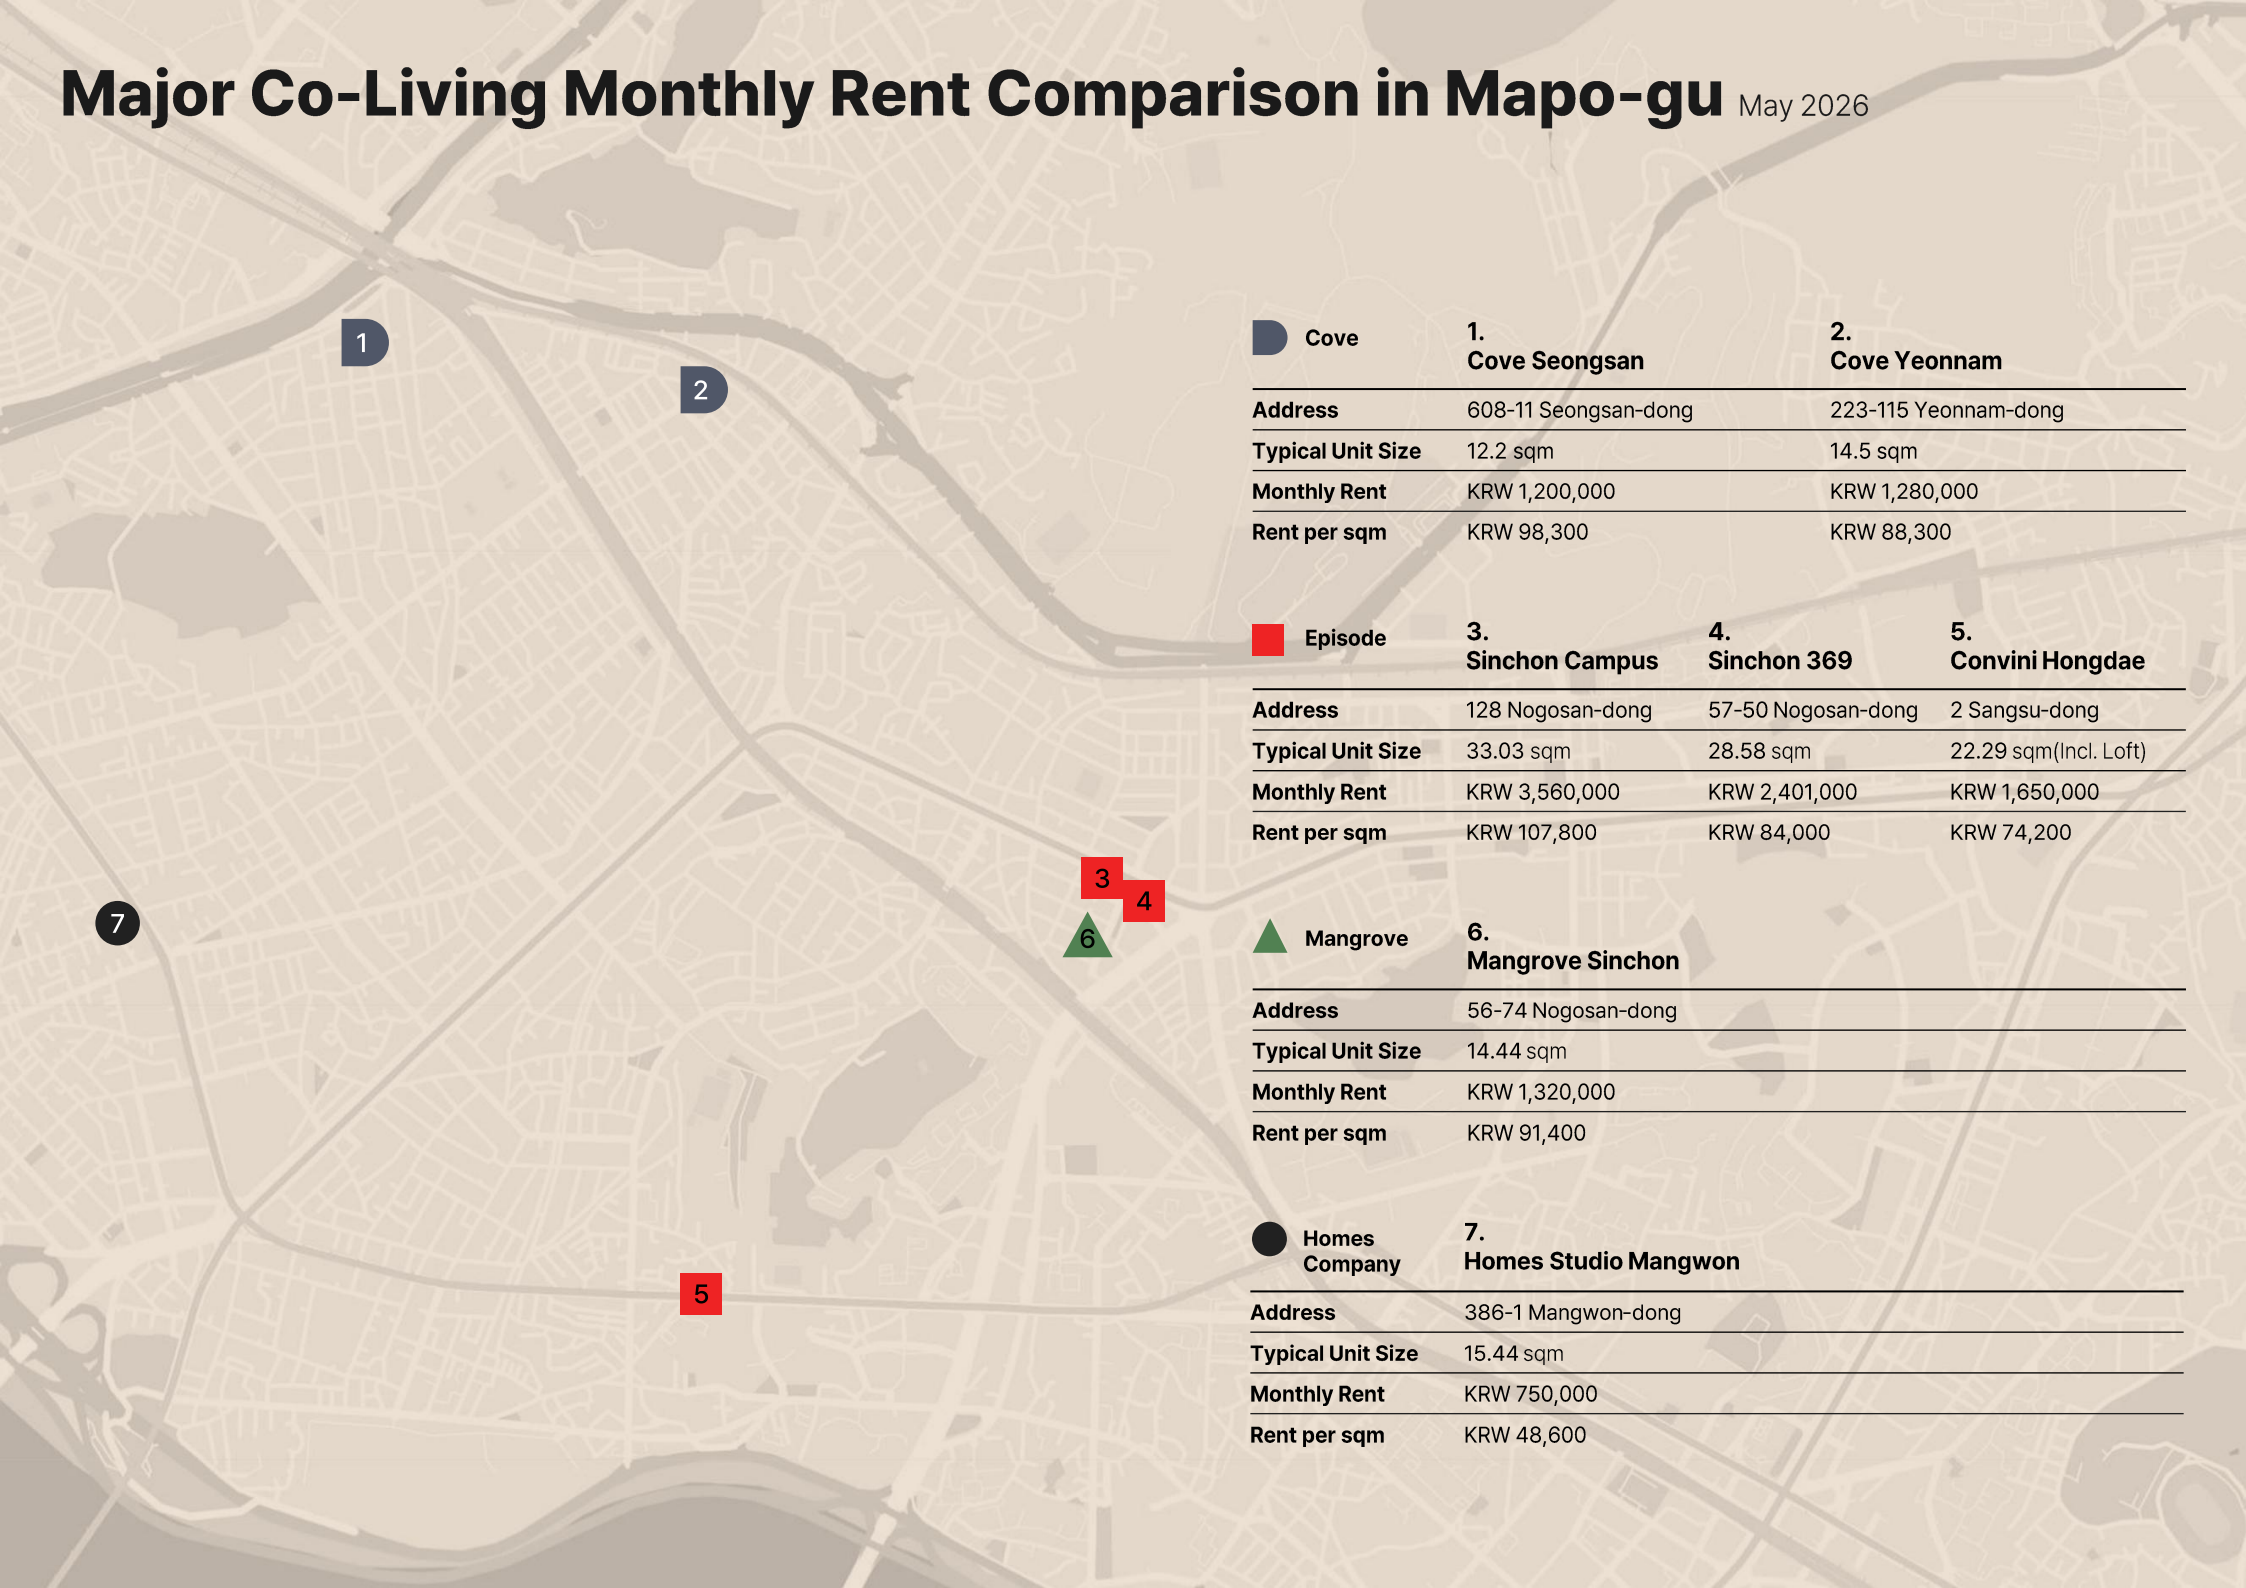 Major Co-Living Monthly Rent Comparison in Mapo-gu May 2026
1
2
3
4
6
7
5
Cove
1.
Cove Seongsan
2.
Cove Yeonnam
Address 608-11 Seongsan-dong 223-115 Yeonnam-dong
Typical Unit Size 12.2 sqm 14.5 sqm
Monthly Rent KRW 1,200,000 KRW 1,280,000
Rent per sqm KRW 98,300 KRW 88,300
Episode
3.
Sinchon Campus
4.
Sinchon 369
5.
Convini Hongdae
Address 128 Nogosan-dong 57-50 Nogosan-dong 2 Sangsu-dong
Typical Unit Size 33.03 sqm 28.58 sqm 22.29 sqm(Incl. Loft)
Monthly Rent KRW 3,560,000 KRW 2,401,000 KRW 1,650,000
Rent per sqm KRW 107,800 KRW 84,000 KRW 74,200
Mangrove
6.
Mangrove Sinchon
Address 56-74 Nogosan-dong
Typical Unit Size 14.44 sqm
Monthly Rent KRW 1,320,000
Rent per sqm KRW 91,400
Homes
Company
7.
Homes Studio Mangwon
Address 386-1 Mangwon-dong
Typical Unit Size 15.44 sqm
Monthly Rent KRW 750,000
Rent per sqm KRW 48,600